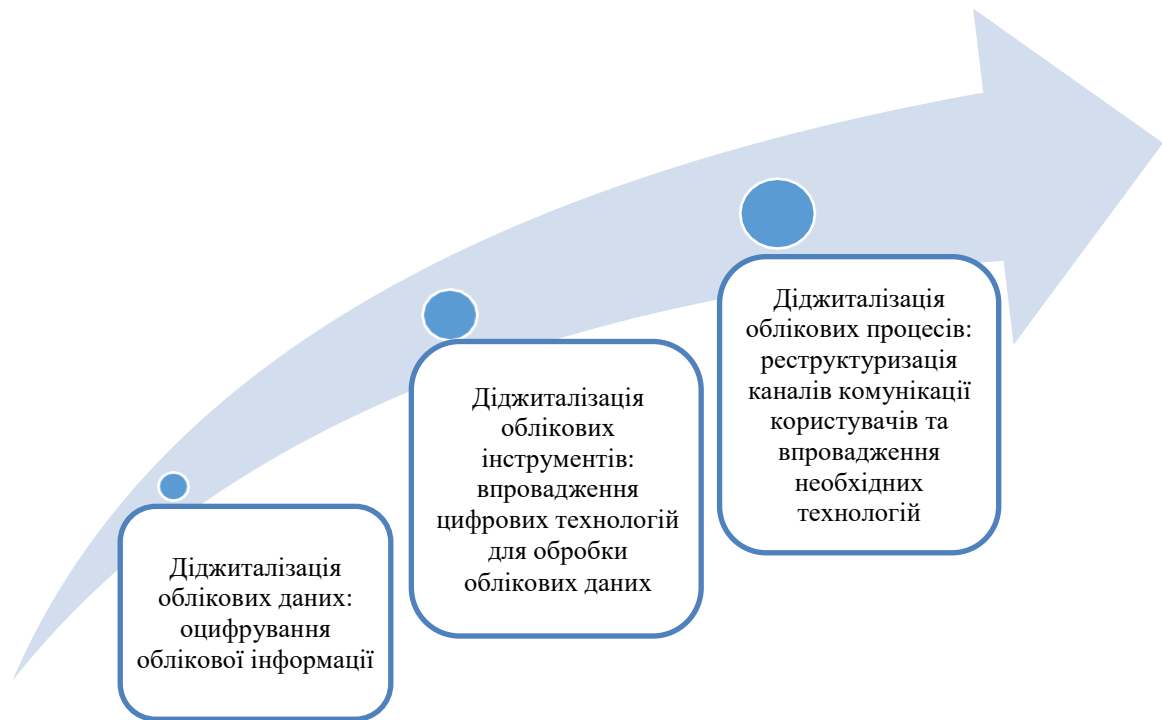 Діджиталізація
облікових даних:
оцифрування
облікової інформації
Діджиталізація
облікових
інструментів:
впровадження
цифрових технологій
для обробки
облікових даних
Діджиталізація
облікових процесів:
реструктуризація
каналів комунікації
користувачів та
впровадження
необхідних
технологій